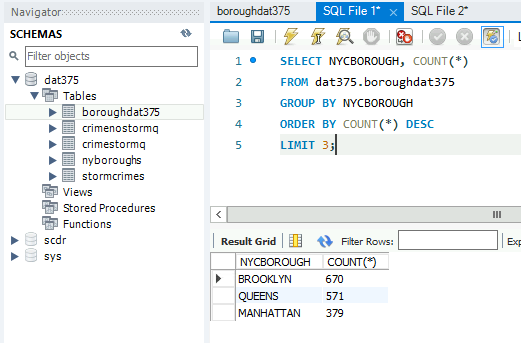 Navigator
SCHEMAS
Filter objects
dat375
Tables
boroughdat375
crimenostormq
crimestormq
nyboroughs
stormcrimes
Views
Stored Procedures
Functions
scdr
sys
boroughdat375 SQL File 1* SQL File 2*
L
1 SELECT NYCBOROUGH, COUNT(*)
2 FROM dat375.boroughdat375
3 GROUP BY NYCBOROUGH
4 ORDER BY COUNT(*) DESC
5 LIMIT 3;
Result Grid Filter Rows: Exp
NYCBOROUGH COUNT(*)
BROOKLYN 670
QUEENS 571
MANHATTAN 379